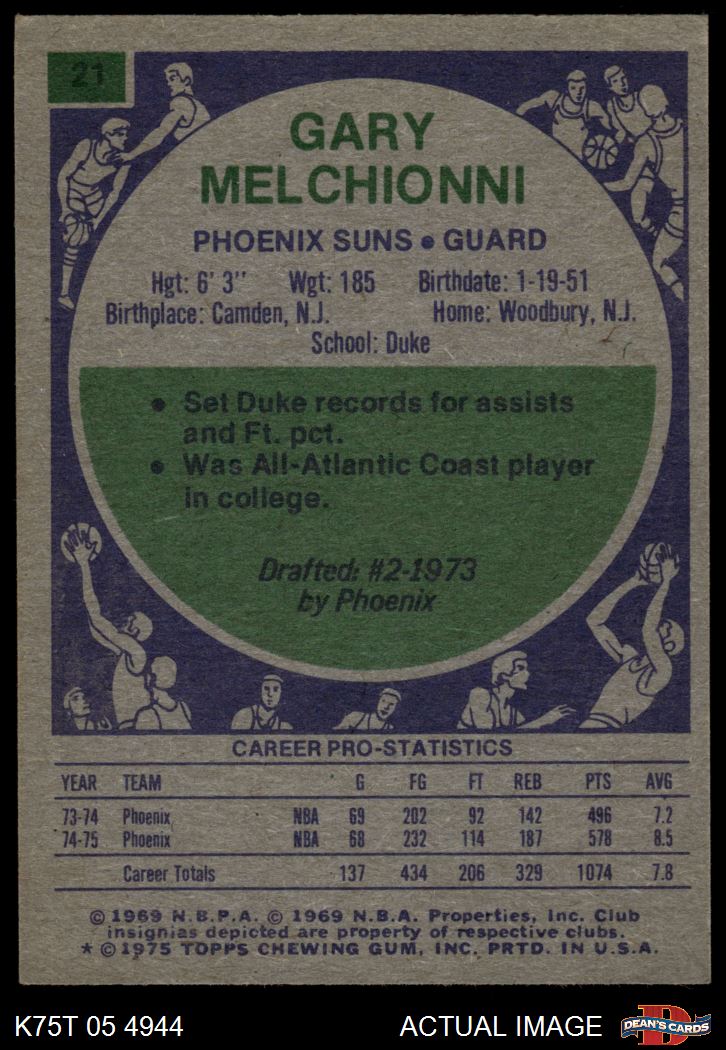 21
GARY
MELCHIONNI
PHOENIX SUNS • GUARD
Hgt: 6' 3" Wgt: 185 Birthdate: 1-19-51
Birthplace: Camden, N.J. Home: Woodbury, N.J.
School: Duke
• Set Duke records for assists
and Ft. pct.
• Was All-Atlantic Coast player
in college.
Drafted: #2-1973
by Phoenix
CAREER PRO-STATISTICS
YEAR TEAM G FG FT REB PTS AVG
73-74 Phoenix NBA 69 202 92 142 496 7.2
74-75 Phoenix NBA 68 232 114 187 578 8.5
Career Totals 137 434 206 329 1074 7.8
© 1969 N.B.P.A. © 1969 N.B.A. Properties, Inc. Club
insignias depicted are property of respective clubs.
* © 1975 TOPPS CHEWING GUM, INC. PRTD. IN U.S.A.
K75T 05 4944 ACTUAL IMAGE D DEAN'S CARDS